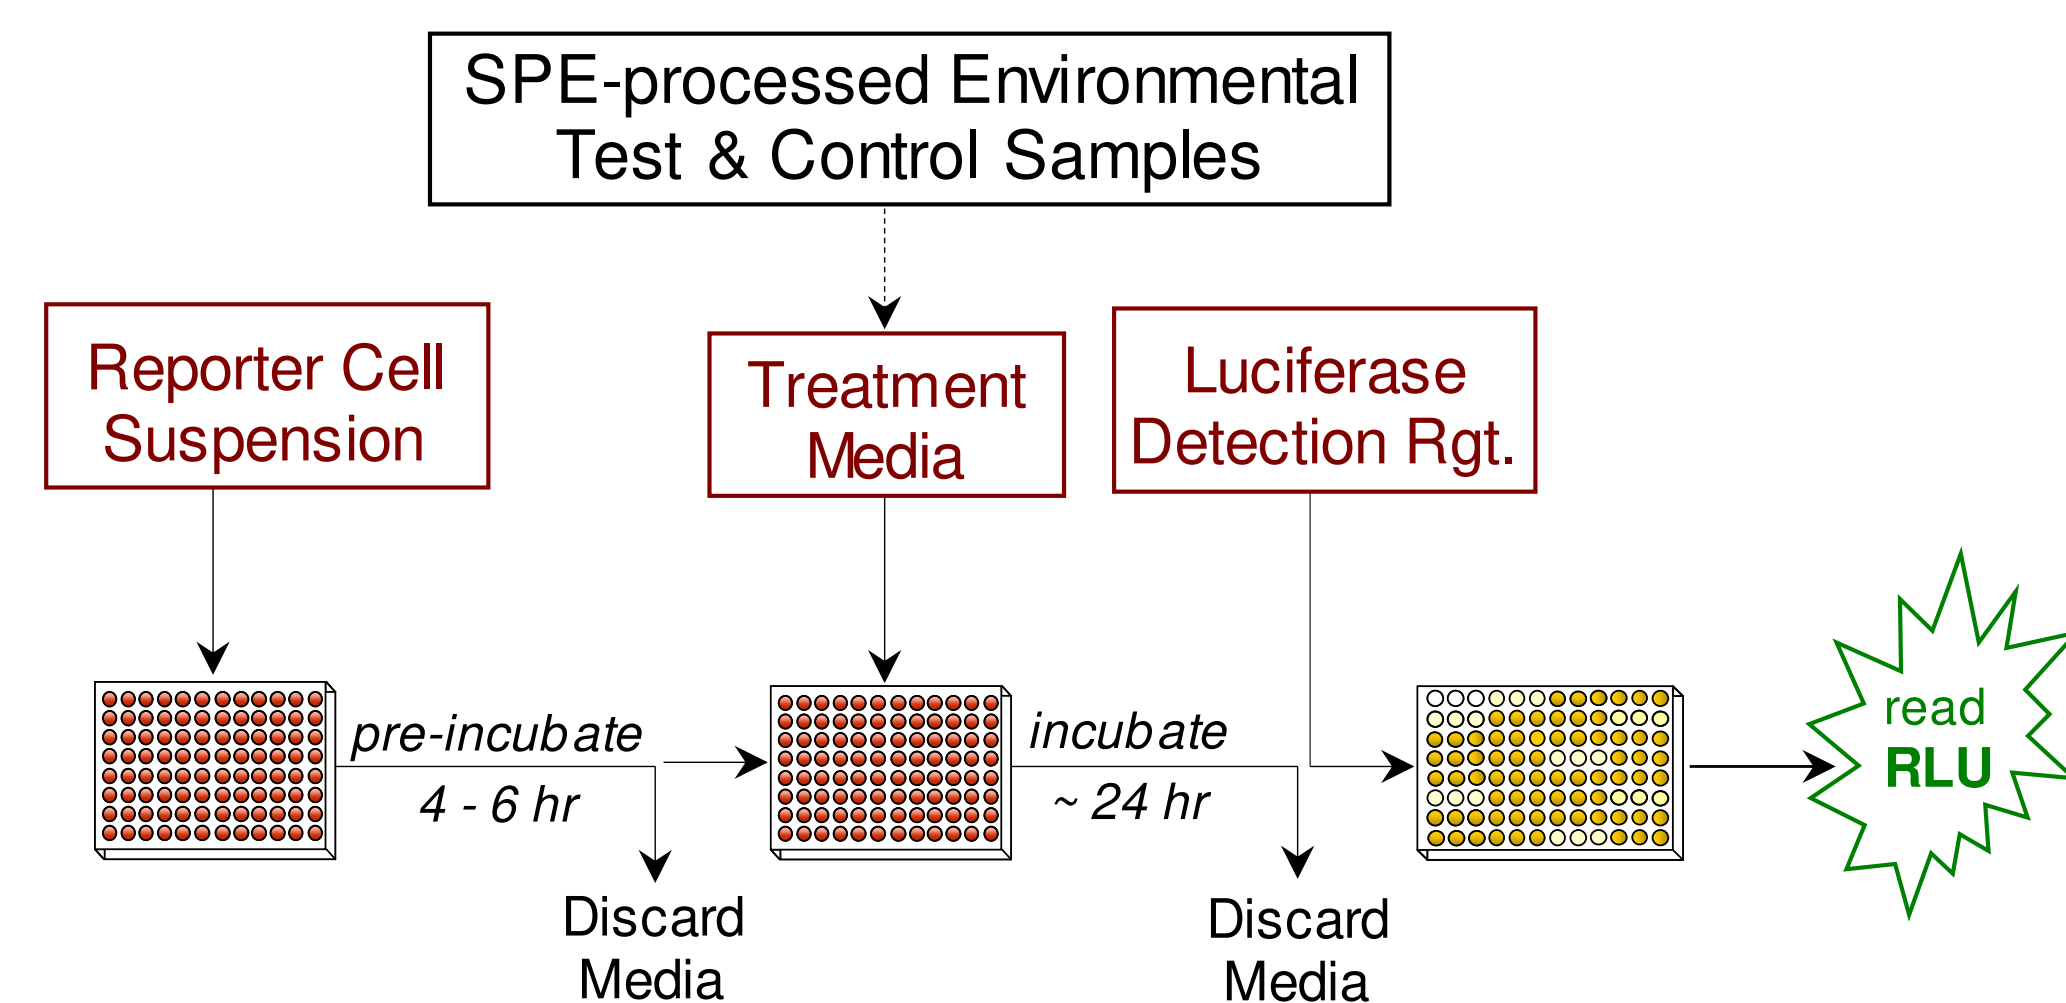 SPE-processed Environmental
Test & Control Samples
Reporter Cell
Suspension
Treatment
Media
Luciferase
Detection Rgt.
pre-incubate
4 - 6 hr
Discard
Media
incubate
~ 24 hr
Discard
Media
read
RLU